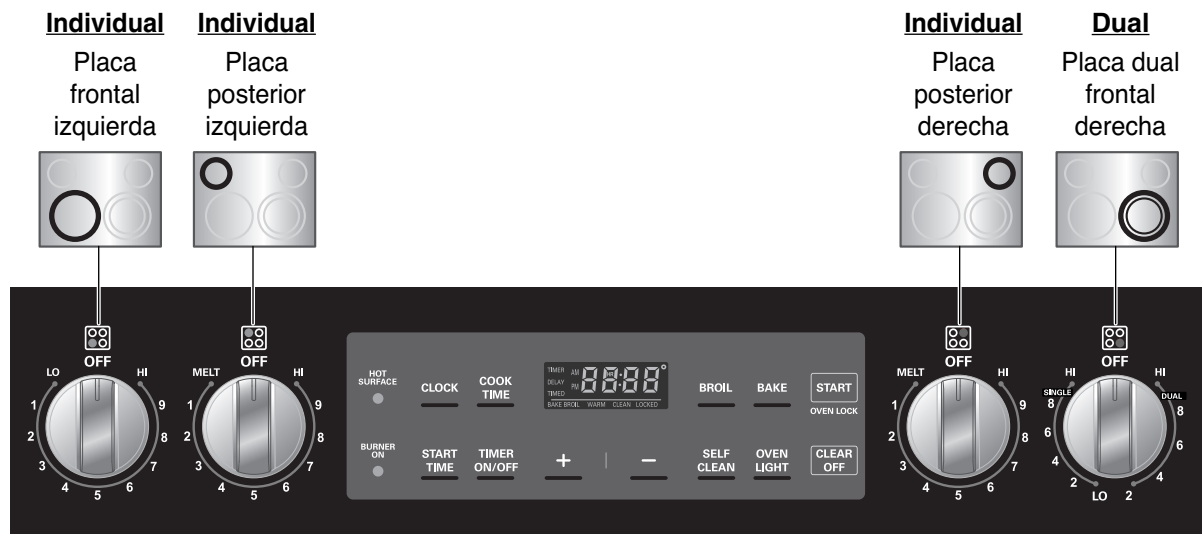 Individual
Placa
frontal
izquierda
Individual
Placa
posterior
izquierda
Individual
Placa
posterior
derecha
Dual
Placa dual
frontal
derecha
OFF
LO HI
1 9
2 8
3 7
4 6
5
OFF
MELT HI
1 9
2 8
3 7
4 6
5
HOT
SURFACE
CLOCK
COOK
TIME
TIMER AM 88:88°
HR
DELAY PM
TIMED
BAKE BROIL WARM CLEAN LOCKED
BROIL
BAKE
START
OVEN LOCK
BURNER
ON
START
TIME
TIMER
ON/OFF
+ | −
SELF
CLEAN
OVEN
LIGHT
CLEAR
OFF
OFF
MELT HI
1 9
2 8
3 7
4 6
5
OFF
HI HI
SINGLE DUAL
8 8
6 6
4 4
2 2
LO